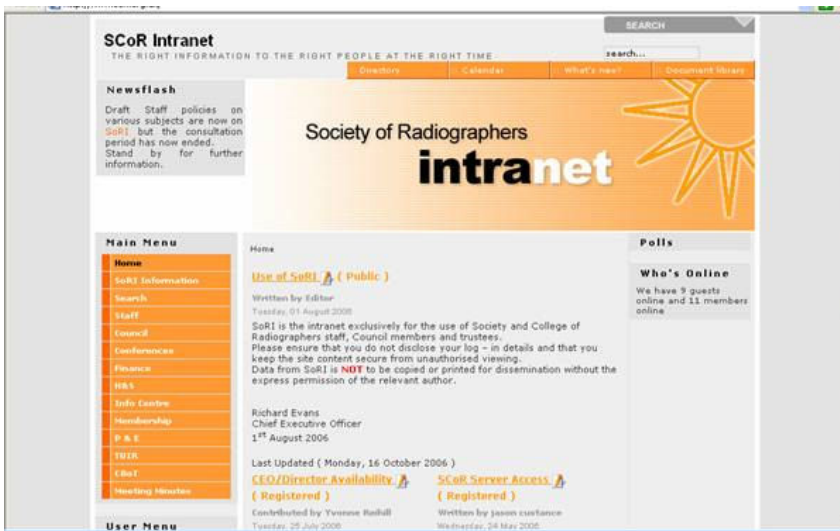 SEARCH
SCoR Intranet
THE RIGHT INFORMATION TO THE RIGHT PEOPLE AT THE RIGHT TIME
search...
Directory
Calendar
What's new?
Document library
Newsflash
Draft Staff policies on
various subjects are now on
SoRI but the consultation
period has now ended.
Stand by for further
information.
Society of Radiographers
intranet
Main Menu
Home
SoRI Information
Search
Staff
Council
Conferences
Finance
H&S
Info Centre
Membership
P & E
TUIR
CBoT
Meeting Minutes
User Menu
Home
Use of SoRI ( Public )
Written by Editor
Tuesday, 01 August 2006
SoRI is the intranet exclusively for the use of Society and College of
Radiographers staff, Council members and trustees.
Please ensure that you do not disclose your log – in details and that you
keep the site content secure from unauthorised viewing.
Data from SoRI is NOT to be copied or printed for dissemination without the
express permission of the relevant author.
Richard Evans
Chief Executive Officer
1st August 2006
Last Updated ( Monday, 16 October 2006 )
CEO/Director Availability
( Registered )
Contributed by Yvonne
Tuesday, 25 July 2006
SCoR Server Access
( Registered )
Written by jason custance
Wednesday, 24 May 2006
Polls
Who's Online
We have 9 guests
online and 11 members
online